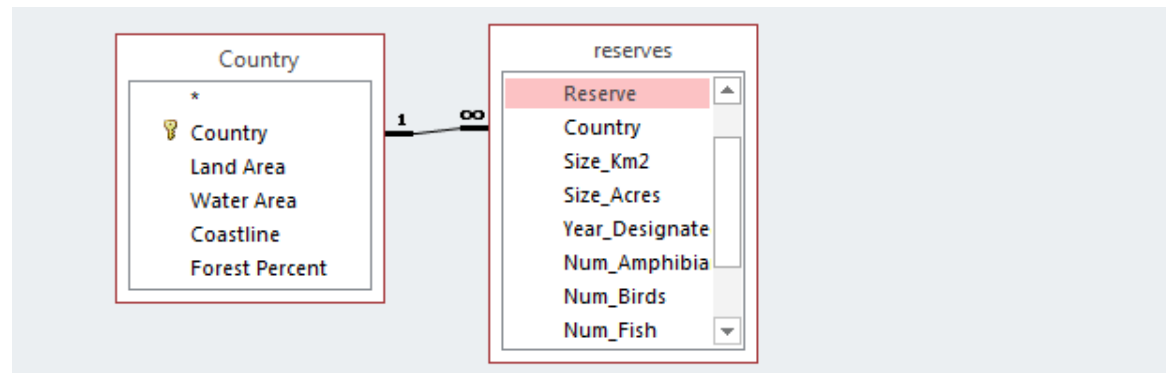 Country
*
Country
Land Area
Water Area
Coastline
Forest Percent
1
∞
reserves
Reserve
Country
Size_Km2
Size_Acres
Year_Designate
Num_Amphibia
Num_Birds
Num_Fish